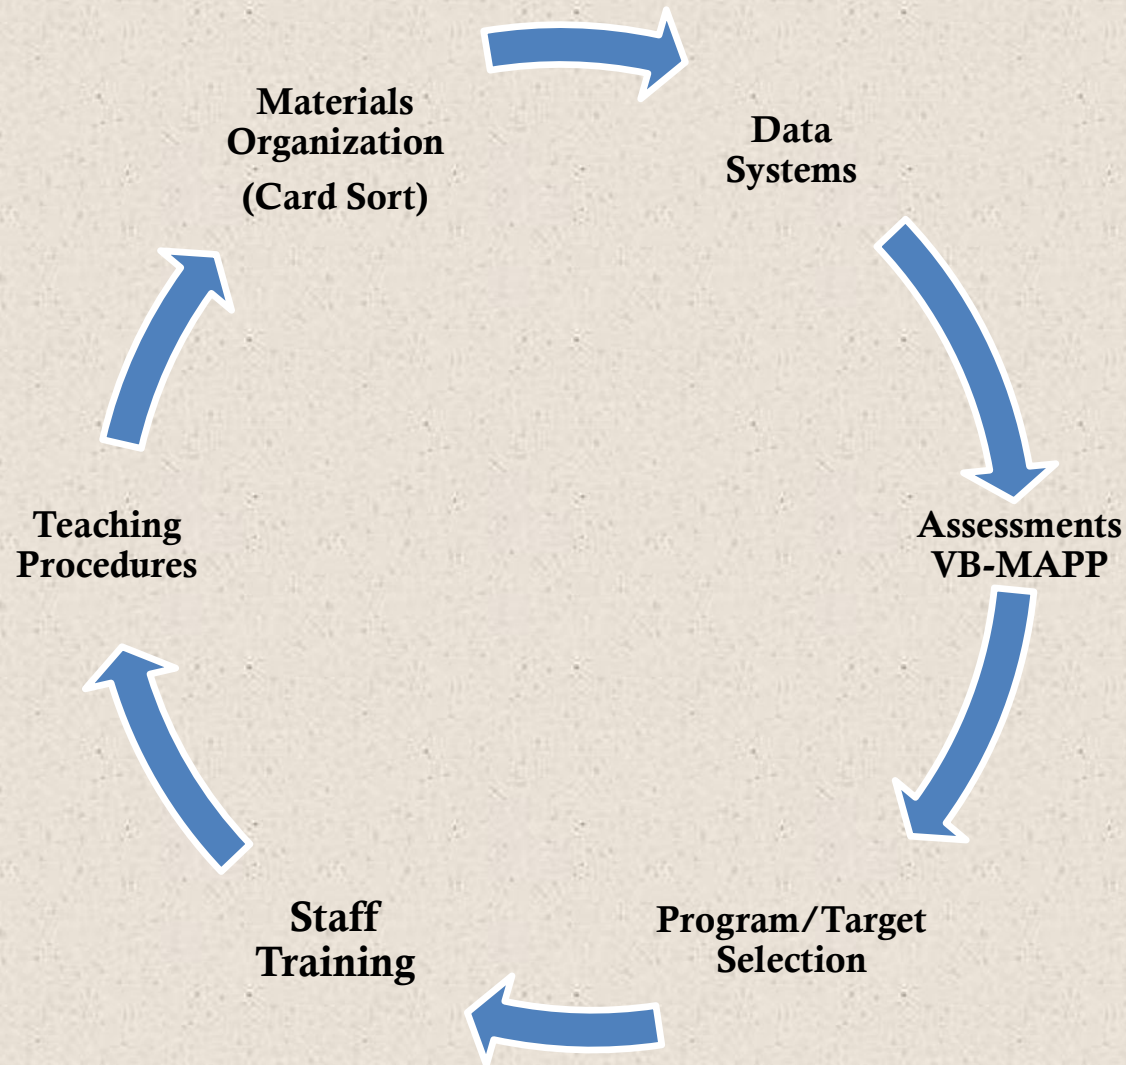 Materials
Organization
(Card Sort)
Data
Systems
Assessments
VB-MAPP
Program/Target
Selection
Staff
Training
Teaching
Procedures